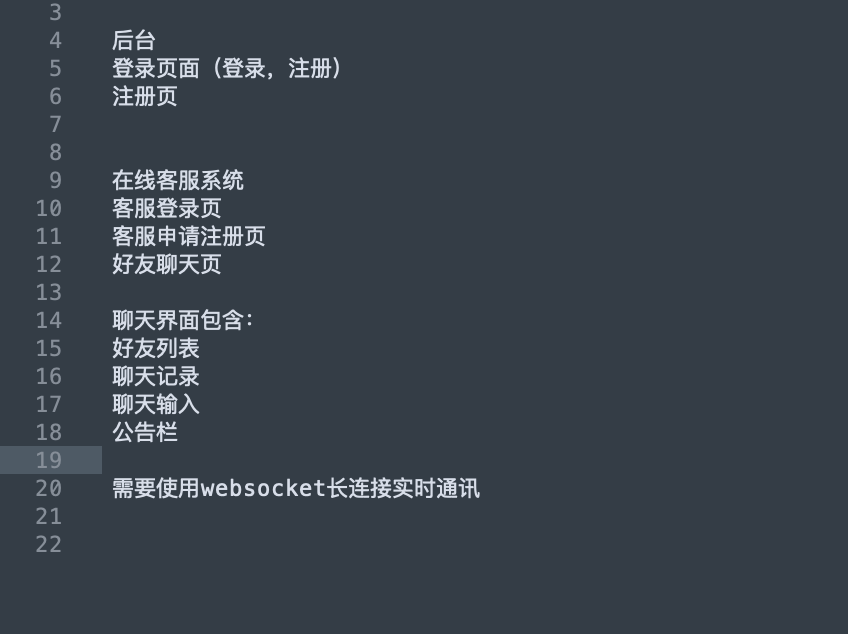 3
4 后台
5 登录页面（登录，注册）
6 注册页
7
8
9 在线客服系统
10 客服登录页
11 客服申请注册页
12 好友聊天页
13
14 聊天界面包含：
15 好友列表
16 聊天记录
17 聊天输入
18 公告栏
19
20 需要使用websocket长连接实时通讯
21
22